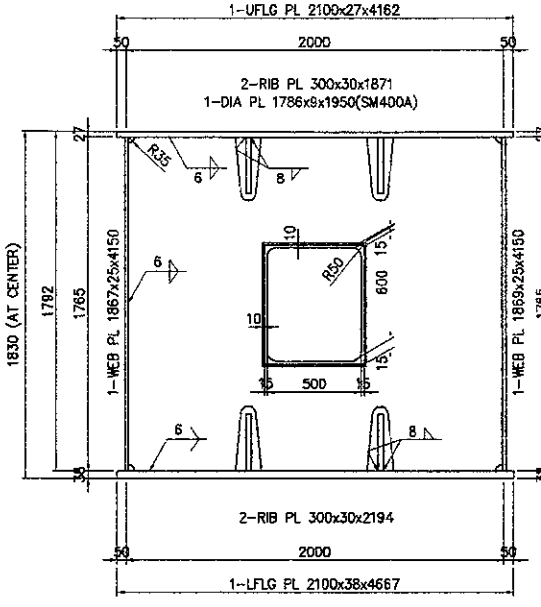 1-UFLG PL 2100x27x4162
50 2000 50
2-RIB PL 300x30x1871
1-DIA PL 1786x9x1950(SM400A)
27
R35
6
8
1830 (AT CENTER)
1792
1765
1-WEB PL 1867x25x4150
6
10
R50
15
600
10
15
15 500 15
1-WEB PL 1869x25x4150
6
8
38
2-RIB PL 300x30x2194
50 2000 50
1-LFLG PL 2100x38x4667